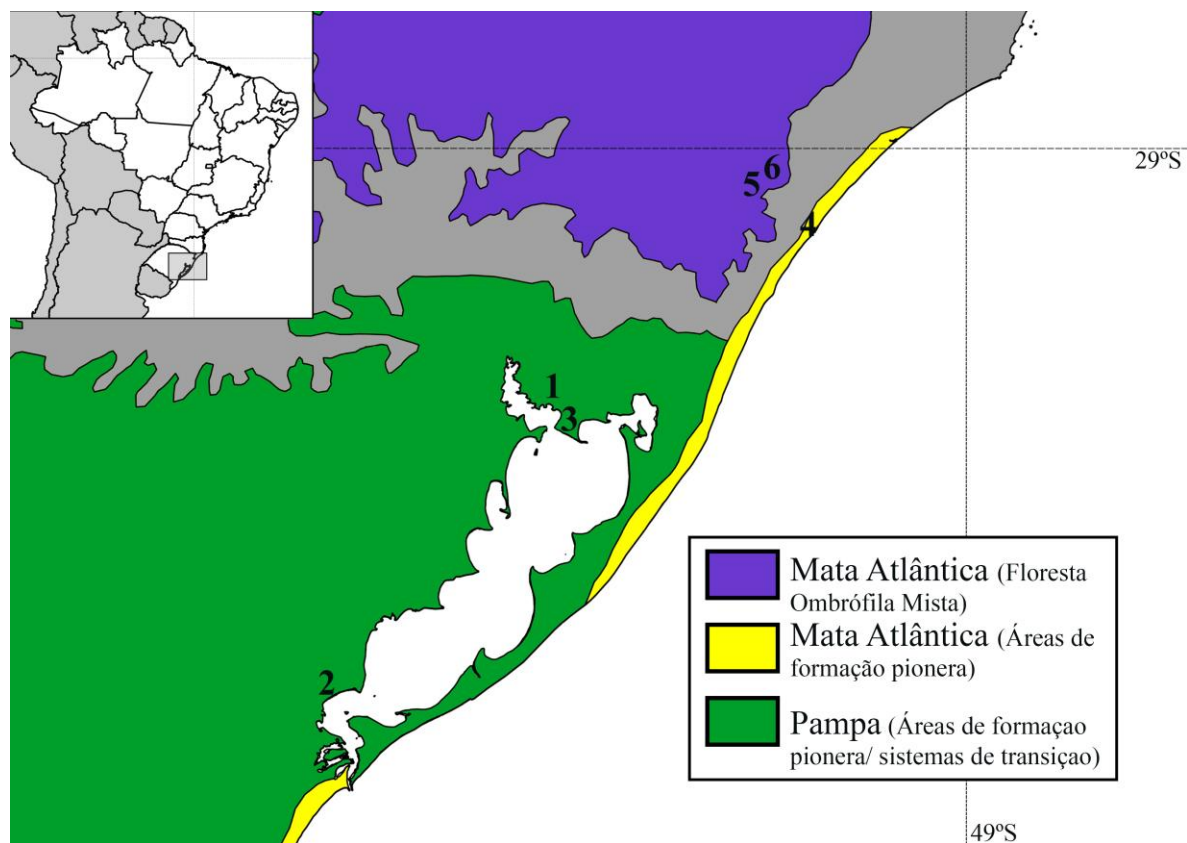 29ºS
5
6
4
1
3
2
Mata Atlântica (Floresta
Ombrófila Mista)
Mata Atlântica (Áreas de
formação pionera)
Pampa (Áreas de formaçao
pionera/ sistemas de transiçao)
49ºS